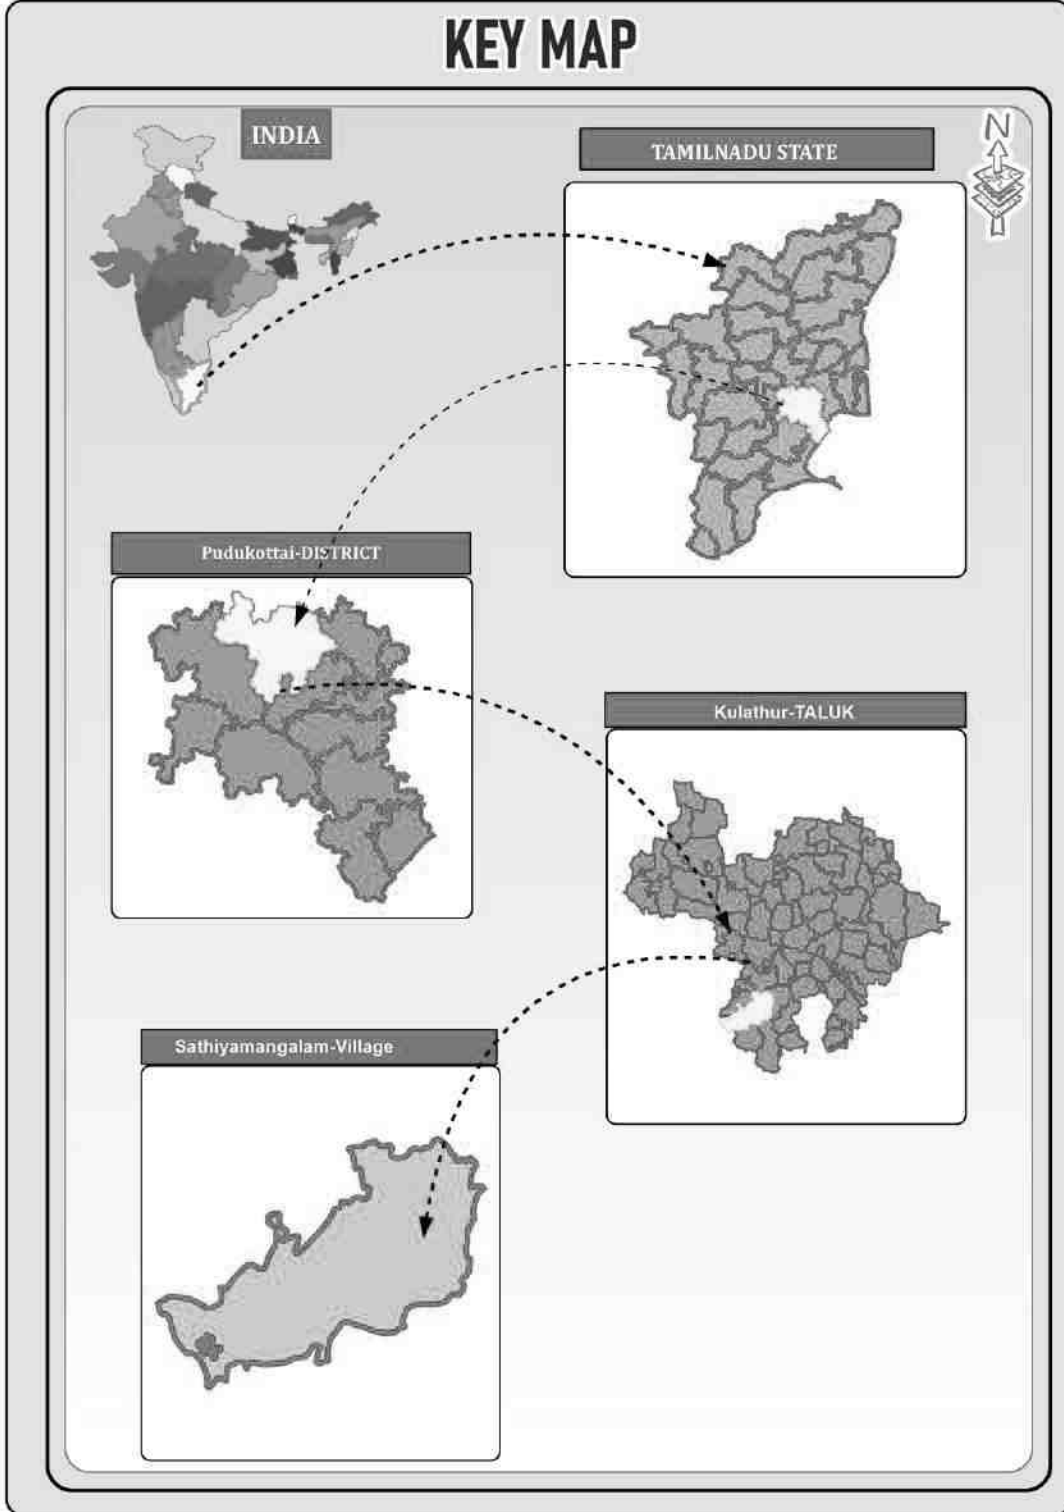 KEY MAP
INDIA
TAMILNADU STATE
N
Pudukottai-DISTRICT
Kulathur-TALUK
Sathiyamangalam-Village